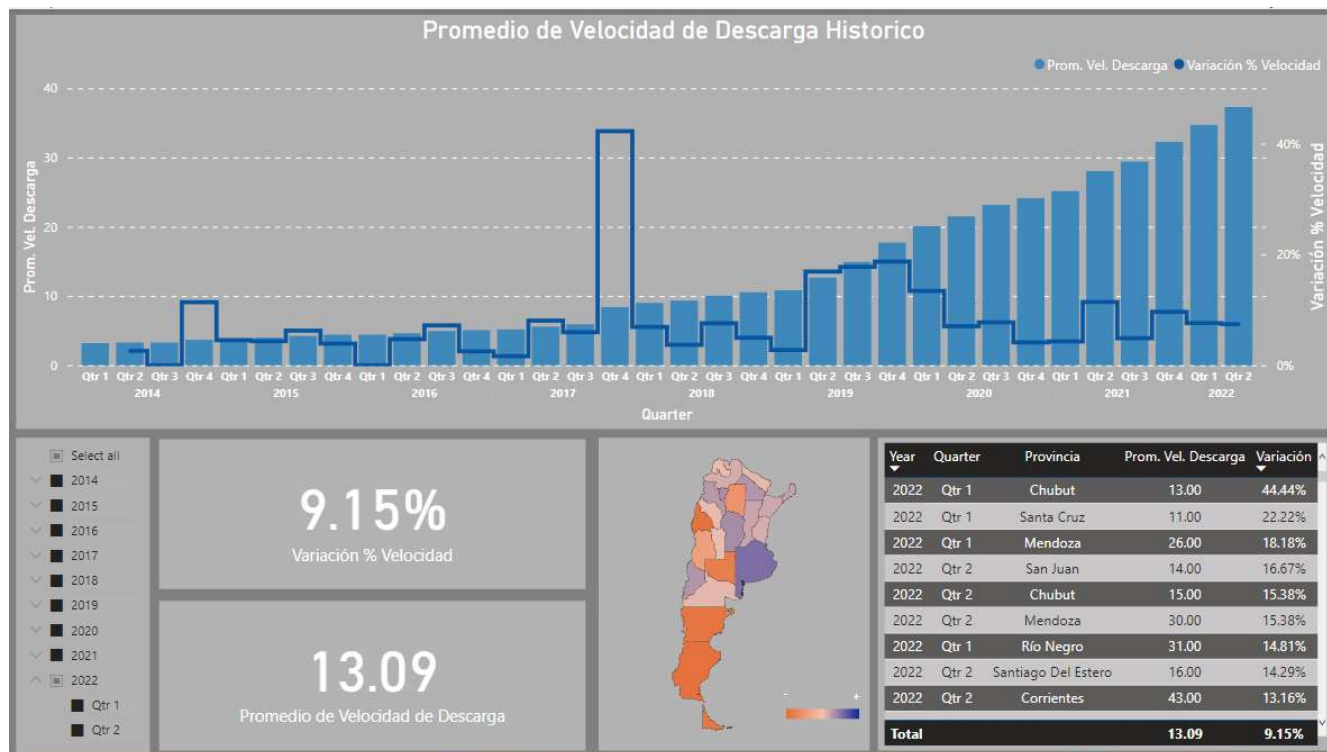 Promedio de Velocidad de Descarga Historico
Prom. Vel. Descarga Variación % Velocidad
Prom. Vel. Descarga
40
30
20
10
0
40%
20%
0%
Variación % Velocidad
Qtr 1 Qtr 2 Qtr 3 Qtr 4 Qtr 1 Qtr 2 Qtr 3 Qtr 4 Qtr 1 Qtr 2 Qtr 3 Qtr 4 Qtr 1 Qtr 2 Qtr 3 Qtr 4 Qtr 1 Qtr 2 Qtr 3 Qtr 4 Qtr 1 Qtr 2 Qtr 3 Qtr 4 Qtr 1 Qtr 2 Qtr 3 Qtr 4 Qtr 1 Qtr 2 Qtr 3 Qtr 4 Qtr 1 Qtr 2
2014 2015 2016 2017 2018 2019 2020 2021 2022
Quarter
Select all
2014
2015
2016
2017
2018
2019
2020
2021
2022
Qtr 1
Qtr 2
9.15%
Variación % Velocidad
13.09
Promedio de Velocidad de Descarga
- +
Year Quarter Provincia Prom. Vel. Descarga Variación
2022 Qtr 1 Chubut 13.00 44.44%
2022 Qtr 1 Santa Cruz 11.00 22.22%
2022 Qtr 1 Mendoza 26.00 18.18%
2022 Qtr 2 San Juan 14.00 16.67%
2022 Qtr 2 Chubut 15.00 15.38%
2022 Qtr 2 Mendoza 30.00 15.38%
2022 Qtr 1 Río Negro 31.00 14.81%
2022 Qtr 2 Santiago Del Estero 16.00 14.29%
2022 Qtr 2 Corrientes 43.00 13.16%
Total 13.09 9.15%